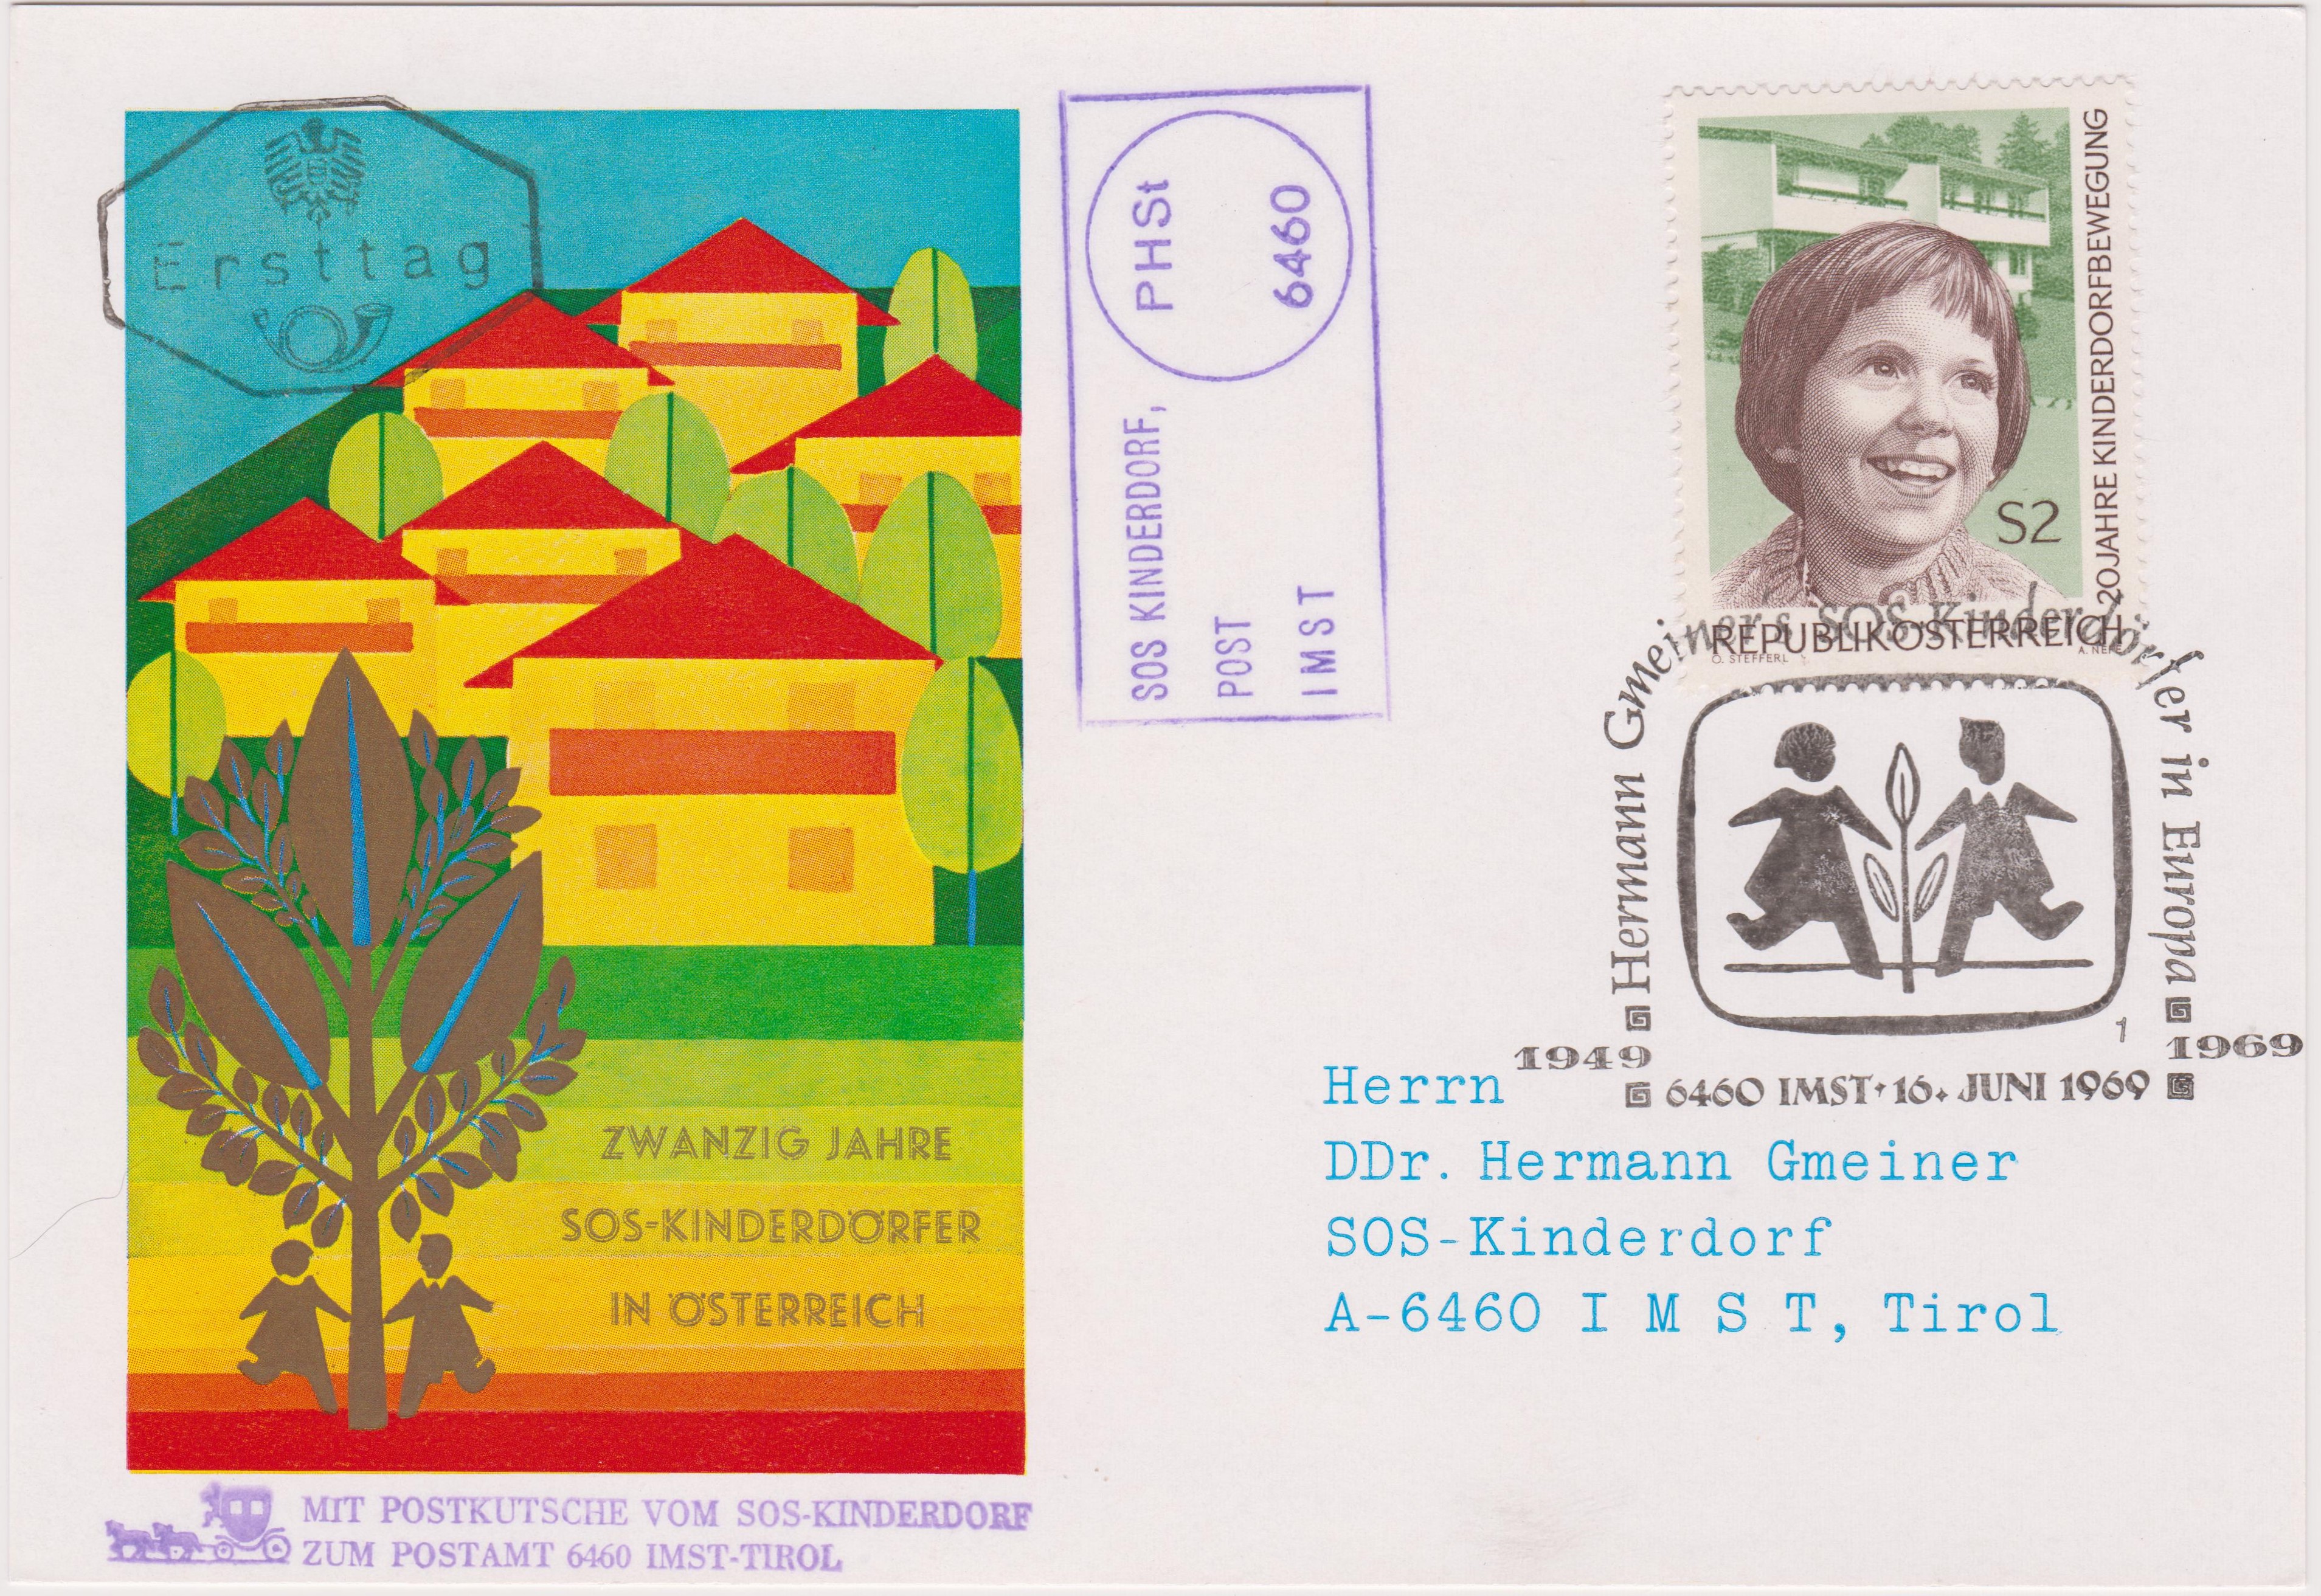 Ersttag
ZWANZIG JAHRE
SOS-KINDERDÖRFER
IN ÖSTERREICH
MIT POSTKUTSCHE VOM SOS-KINDERDORF
ZUM POSTAMT 6460 IMST-TIROL
PHSt
6460
SOS KINDERDORF,
POST
IMST
20 JAHRE KINDERDORFBEWEGUNG
S2
REPUBLIK ÖSTERREICH
O. STEFFERL
Hermann Gmeiner's SOS-Kinderdörfer in Europa
1
1949 1969
6460 IMST · 16. JUNI 1969
Herrn
DDr. Hermann Gmeiner
SOS-Kinderdorf
A-6460 I M S T, Tirol